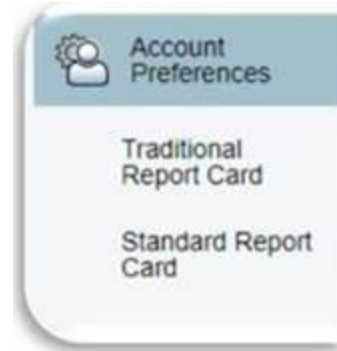 Account
Preferences
Traditional
Report Card
Standard Report
Card